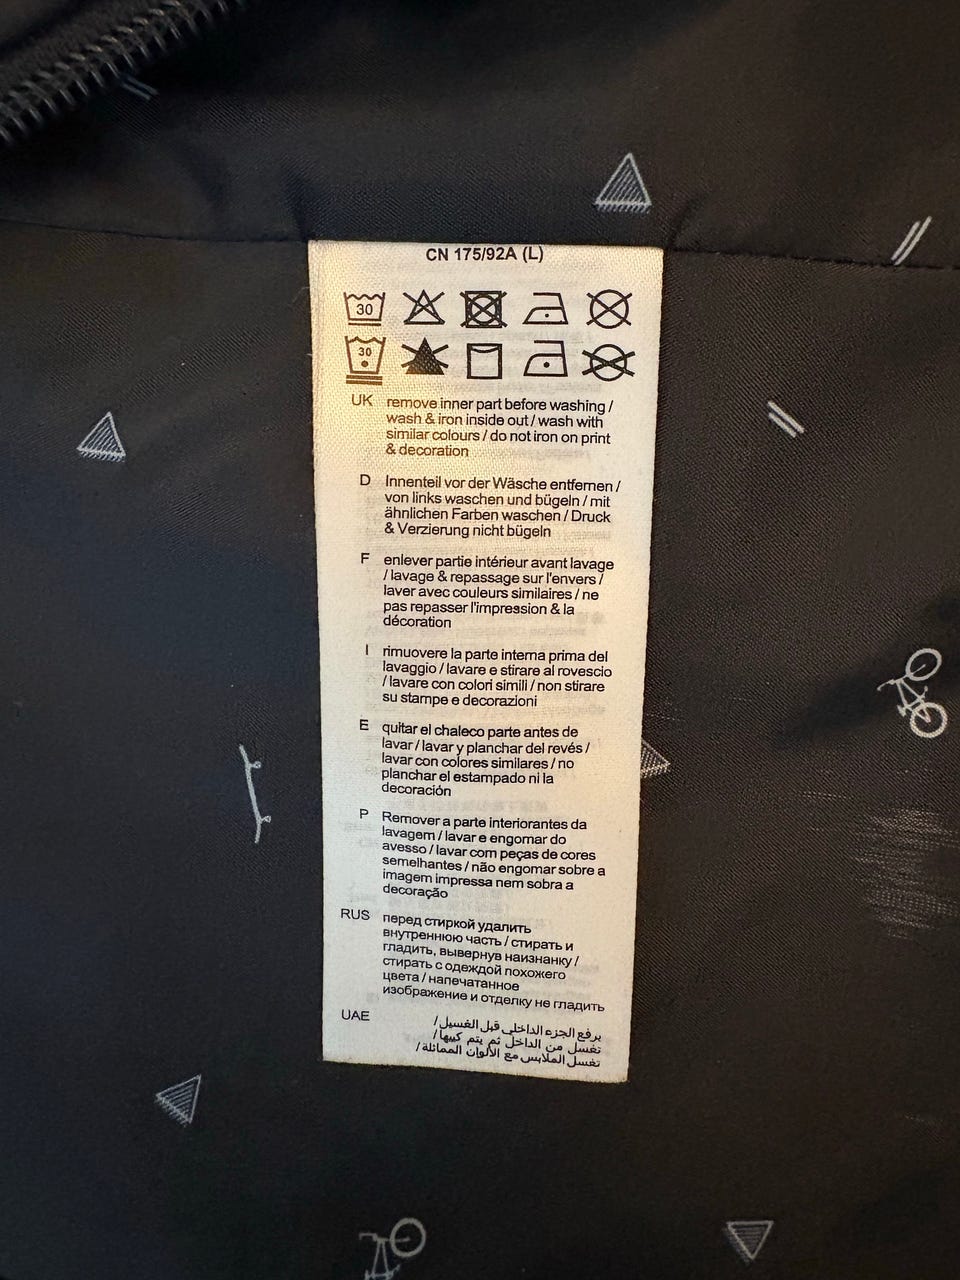 CN 175/92A (L)
30
30
UK remove inner part before washing /
wash & iron inside out / wash with
similar colours / do not iron on print
& decoration
D Innenteil vor der Wäsche entfernen /
von links waschen und bügeln / mit
ähnlichen Farben waschen / Druck
& Verzierung nicht bügeln
F enlever partie intérieur avant lavage
/ lavage & repassage sur l'envers /
laver avec couleurs similaires / ne
pas repasser l'impression & la
décoration
I rimuovere la parte interna prima del
lavaggio / lavare e stirare al rovescio
/ lavare con colori simili / non stirare
su stampe e decorazioni
E quitar el chaleco parte antes de
lavar / lavar y planchar del revés /
lavar con colores similares / no
planchar el estampado ni la
decoración
P Remover a parte interiorantes da
lavagem / lavar e engomar do
avesso / lavar com peças de cores
semelhantes / não engomar sobre a
imagem impressa nem sobra a
decoração
RUS перед стиркой удалить
внутреннюю часть / стирать и
гладить, вывернув наизнанку /
стирать с одеждой похожего
цвета / напечатанное
изображение и отделку не гладить
UAE يرفع الجزء الداخلي قبل الغسيل /
تغسل من الداخل ثم يتم كييها /
تغسل الملابس مع الألوان المماثلة /